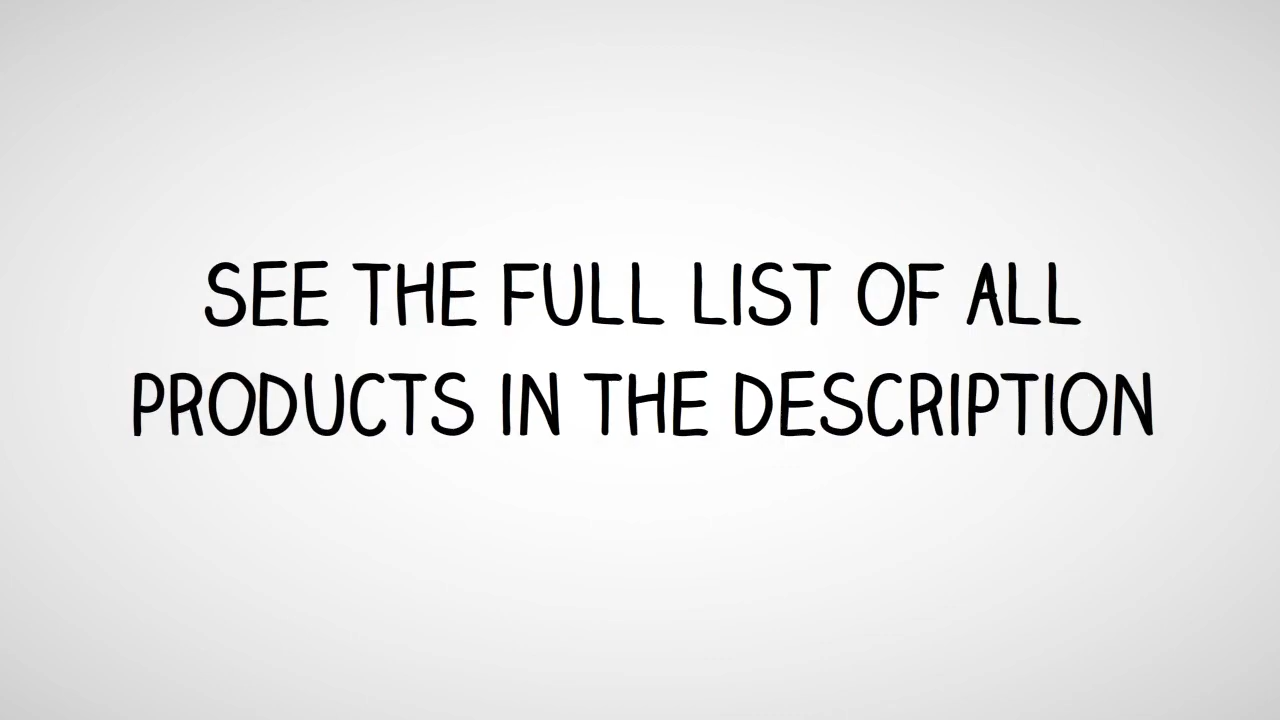 SEE THE FULL LIST OF ALL
PRODUCTS IN THE DESCRIPTION